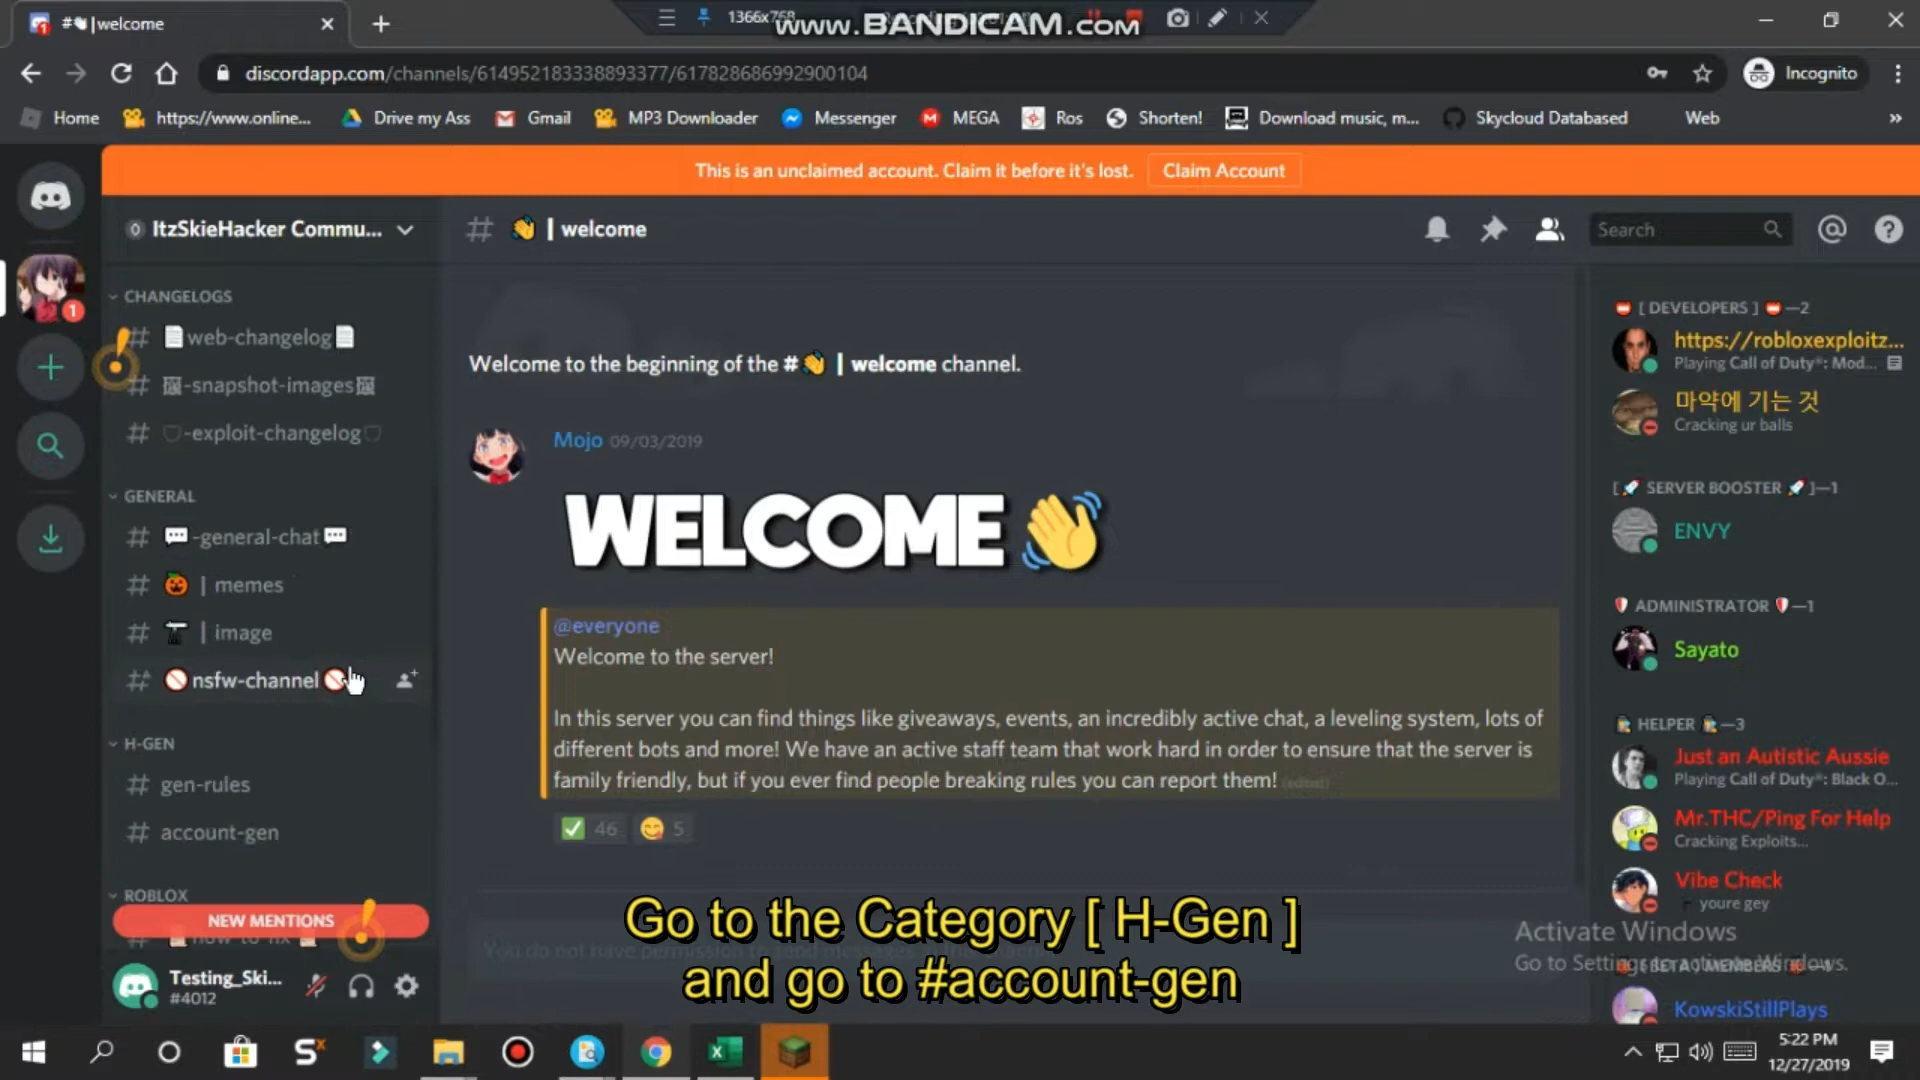 #👋|welcome
1366x768
www.BANDICAM.com
discordapp.com/channels/614952183338893377/617828686992900104
Incognito
Home
https://www.online...
Drive my Ass
Gmail
MP3 Downloader
Messenger
MEGA
Ros
Shorten!
Download music, m...
Skycloud Databased
Web
»
This is an unclaimed account. Claim it before it's lost.
Claim Account
ItzSkieHacker Commu...
# 👋 | welcome
Search
CHANGELOGS
# 📄web-changelog📄
# 🖼-snapshot-images🖼
# 🛡-exploit-changelog🛡
GENERAL
# 💬-general-chat💬
# 🎃 | memes
# | image
# 🚫nsfw-channel🚫
H-GEN
# gen-rules
# account-gen
ROBLOX
NEW MENTIONS
Testing_Ski...
#4012
Welcome to the beginning of the #👋 | welcome channel.
Mojo 09/03/2019
WELCOME 👋
@everyone
Welcome to the server!
In this server you can find things like giveaways, events, an incredibly active chat, a leveling system, lots of
different bots and more! We have an active staff team that work hard in order to ensure that the server is
family friendly, but if you ever find people breaking rules you can report them! (edited)
✅ 46 😋 5
Go to the Category [ H-Gen ]
and go to #account-gen
[ DEVELOPERS ]—2
https://robloxexploitz...
Playing Call of Duty®: Mod...
마약에 기는 것
Cracking ur balls
[🚀 SERVER BOOSTER 🚀]—1
ENVY
ADMINISTRATOR—1
Sayato
HELPER—3
Just an Autistic Aussie
Playing Call of Duty®: Black O...
Mr.THC/Ping For Help
Cracking Exploits...
Vibe Check
youre gey
Activate Windows
Go to Settings to activate Windows.
KowskiStillPlays
5:22 PM
12/27/2019